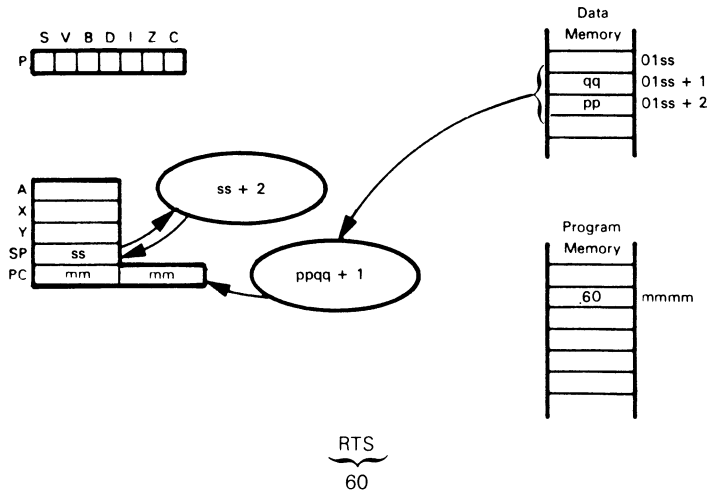 S V B D I Z C
P
Data
Memory
01ss
qq 01ss + 1
pp 01ss + 2
A
X
Y
SP ss
PC mm mm
ss + 2
ppqq + 1
Program
Memory
60 mmmm
RTS
60